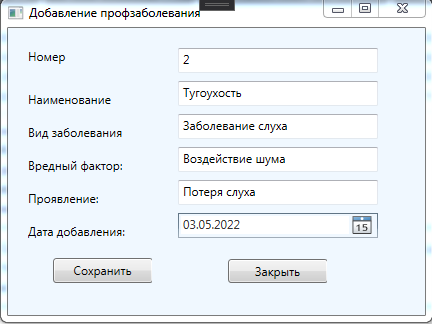 Добавление профзаболевания
Номер 2
Наименование Тугоухость
Вид заболевания Заболевание слуха
Вредный фактор: Воздействие шума
Проявление: Потеря слуха
Дата добавления: 03.05.2022 15
Сохранить Закрыть